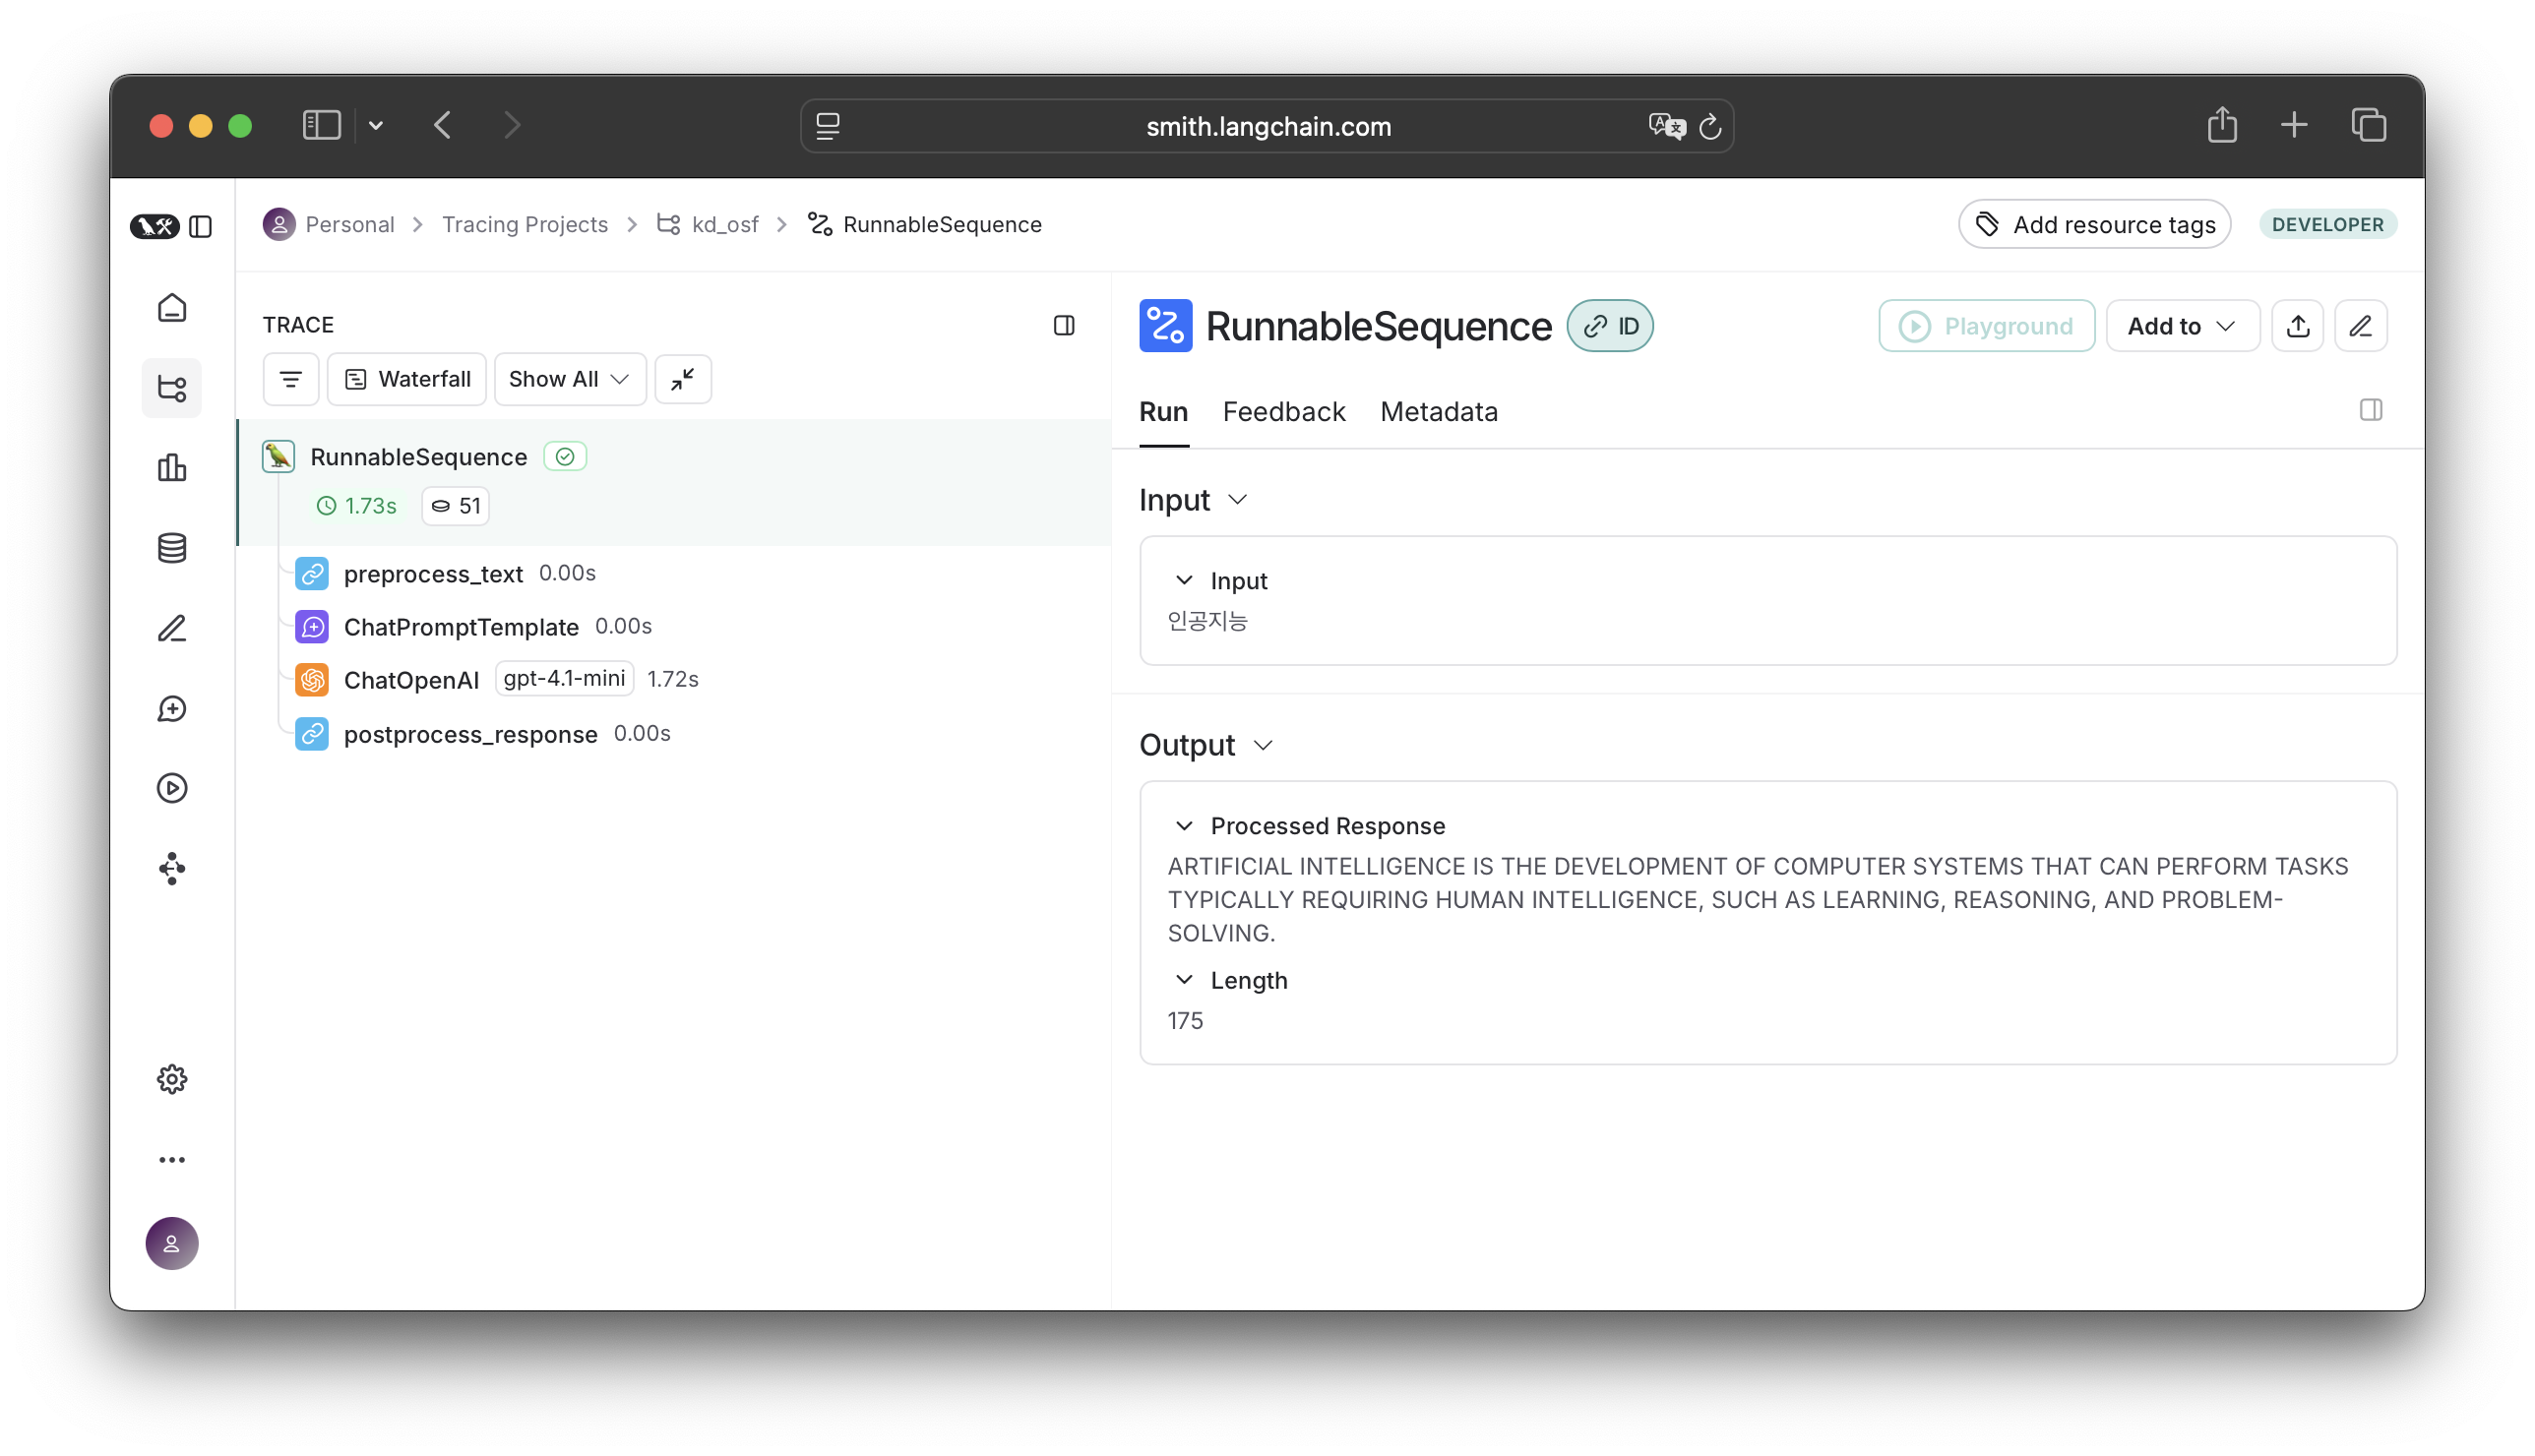 smith.langchain.com
Personal > Tracing Projects > kd_osf > RunnableSequence
Add resource tags
DEVELOPER
TRACE
Waterfall
Show All
RunnableSequence
1.73s
51
preprocess_text 0.00s
ChatPromptTemplate 0.00s
ChatOpenAI gpt-4.1-mini 1.72s
postprocess_response 0.00s
RunnableSequence
ID
Playground
Add to
Run
Feedback
Metadata
Input
Input
인공지능
Output
Processed Response
ARTIFICIAL INTELLIGENCE IS THE DEVELOPMENT OF COMPUTER SYSTEMS THAT CAN PERFORM TASKS
TYPICALLY REQUIRING HUMAN INTELLIGENCE, SUCH AS LEARNING, REASONING, AND PROBLEM-
SOLVING.
Length
175